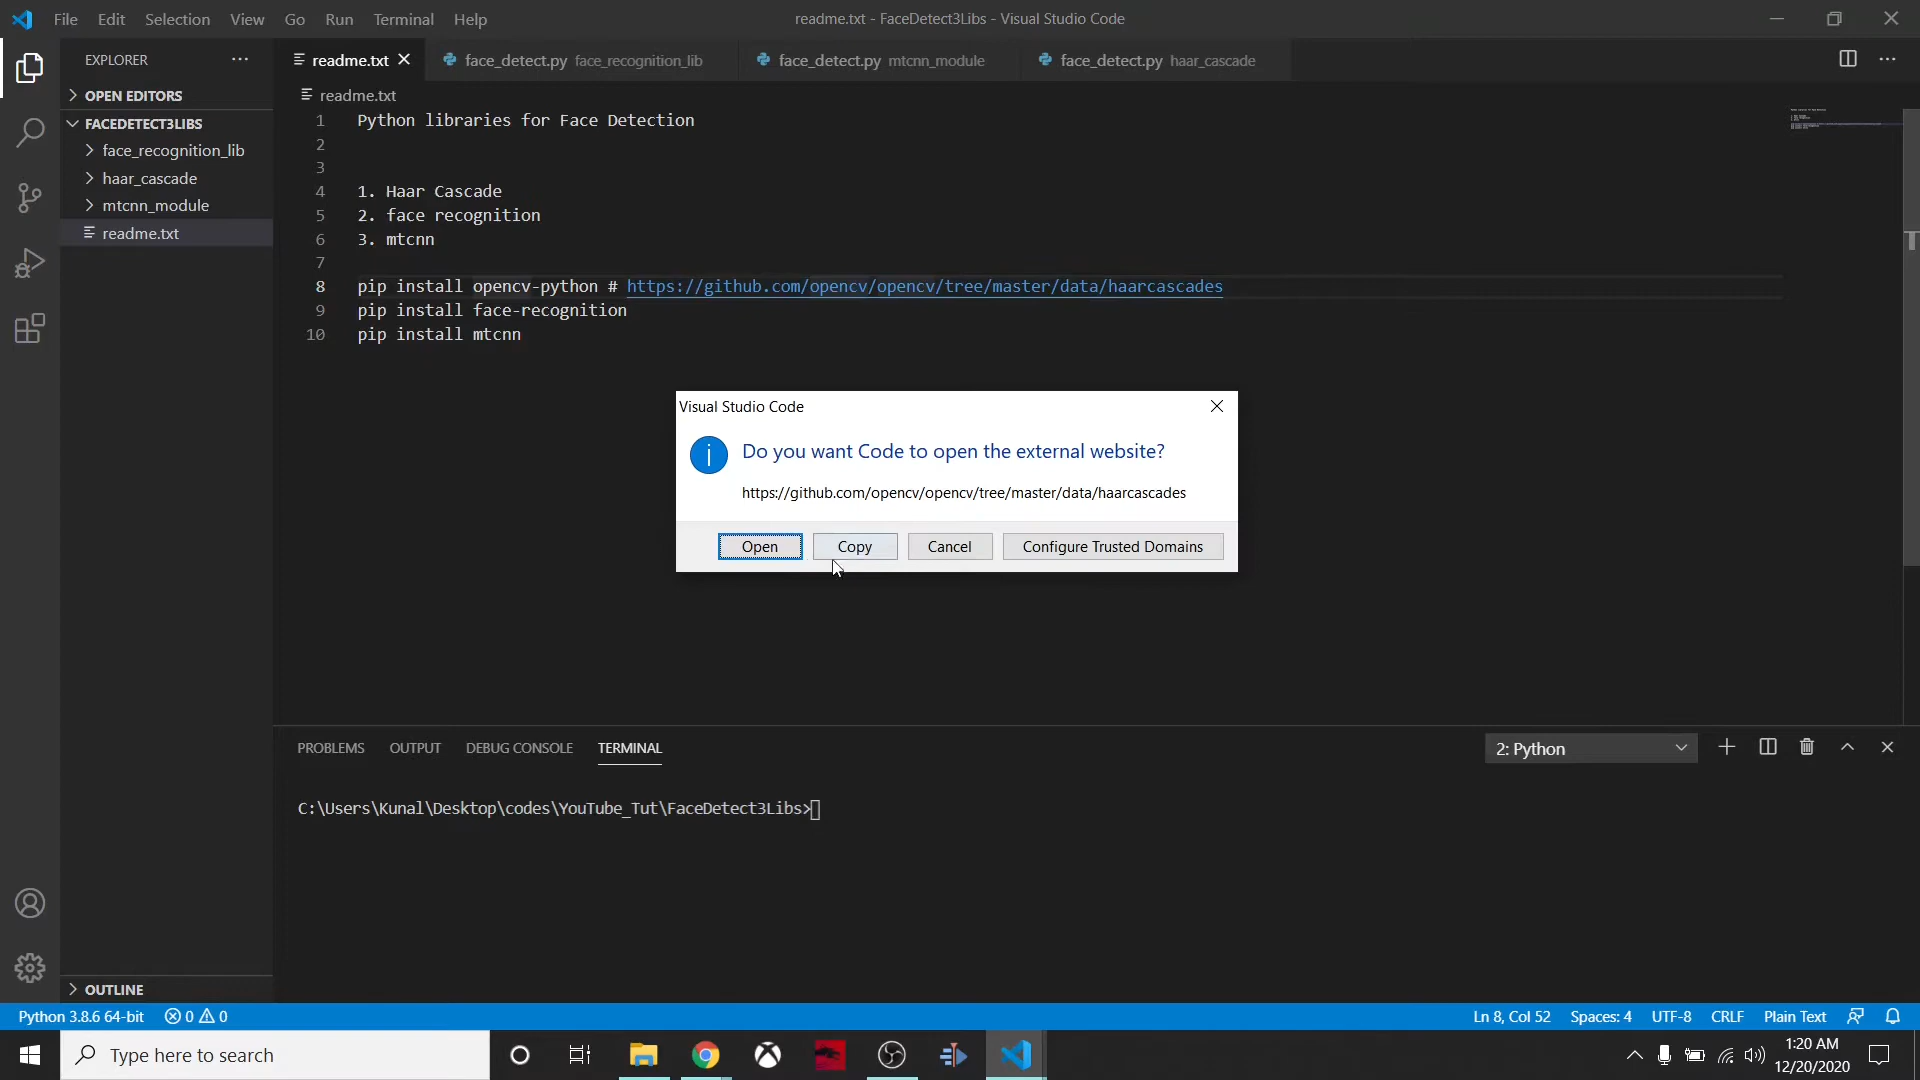 File Edit Selection View Go Run Terminal Help
readme.txt - FaceDetect3Libs - Visual Studio Code
EXPLORER
readme.txt
face_detect.py face_recognition_lib
face_detect.py mtcnn_module
face_detect.py haar_cascade
OPEN EDITORS
FACEDETECT3LIBS
face_recognition_lib
haar_cascade
mtcnn_module
readme.txt
readme.txt
1 Python libraries for Face Detection
2
3
4 1. Haar Cascade
5 2. face recognition
6 3. mtcnn
7
8 pip install opencv-python # https://github.com/opencv/opencv/tree/master/data/haarcascades
9 pip install face-recognition
10 pip install mtcnn
Visual Studio Code
Do you want Code to open the external website?
https://github.com/opencv/opencv/tree/master/data/haarcascades
Open Copy Cancel Configure Trusted Domains
PROBLEMS OUTPUT DEBUG CONSOLE TERMINAL
2: Python
C:\Users\Kunal\Desktop\codes\YouTube_Tut\FaceDetect3Libs>
OUTLINE
Python 3.8.6 64-bit 0 0
Ln 8, Col 52 Spaces: 4 UTF-8 CRLF Plain Text
Type here to search
1:20 AM
12/20/2020